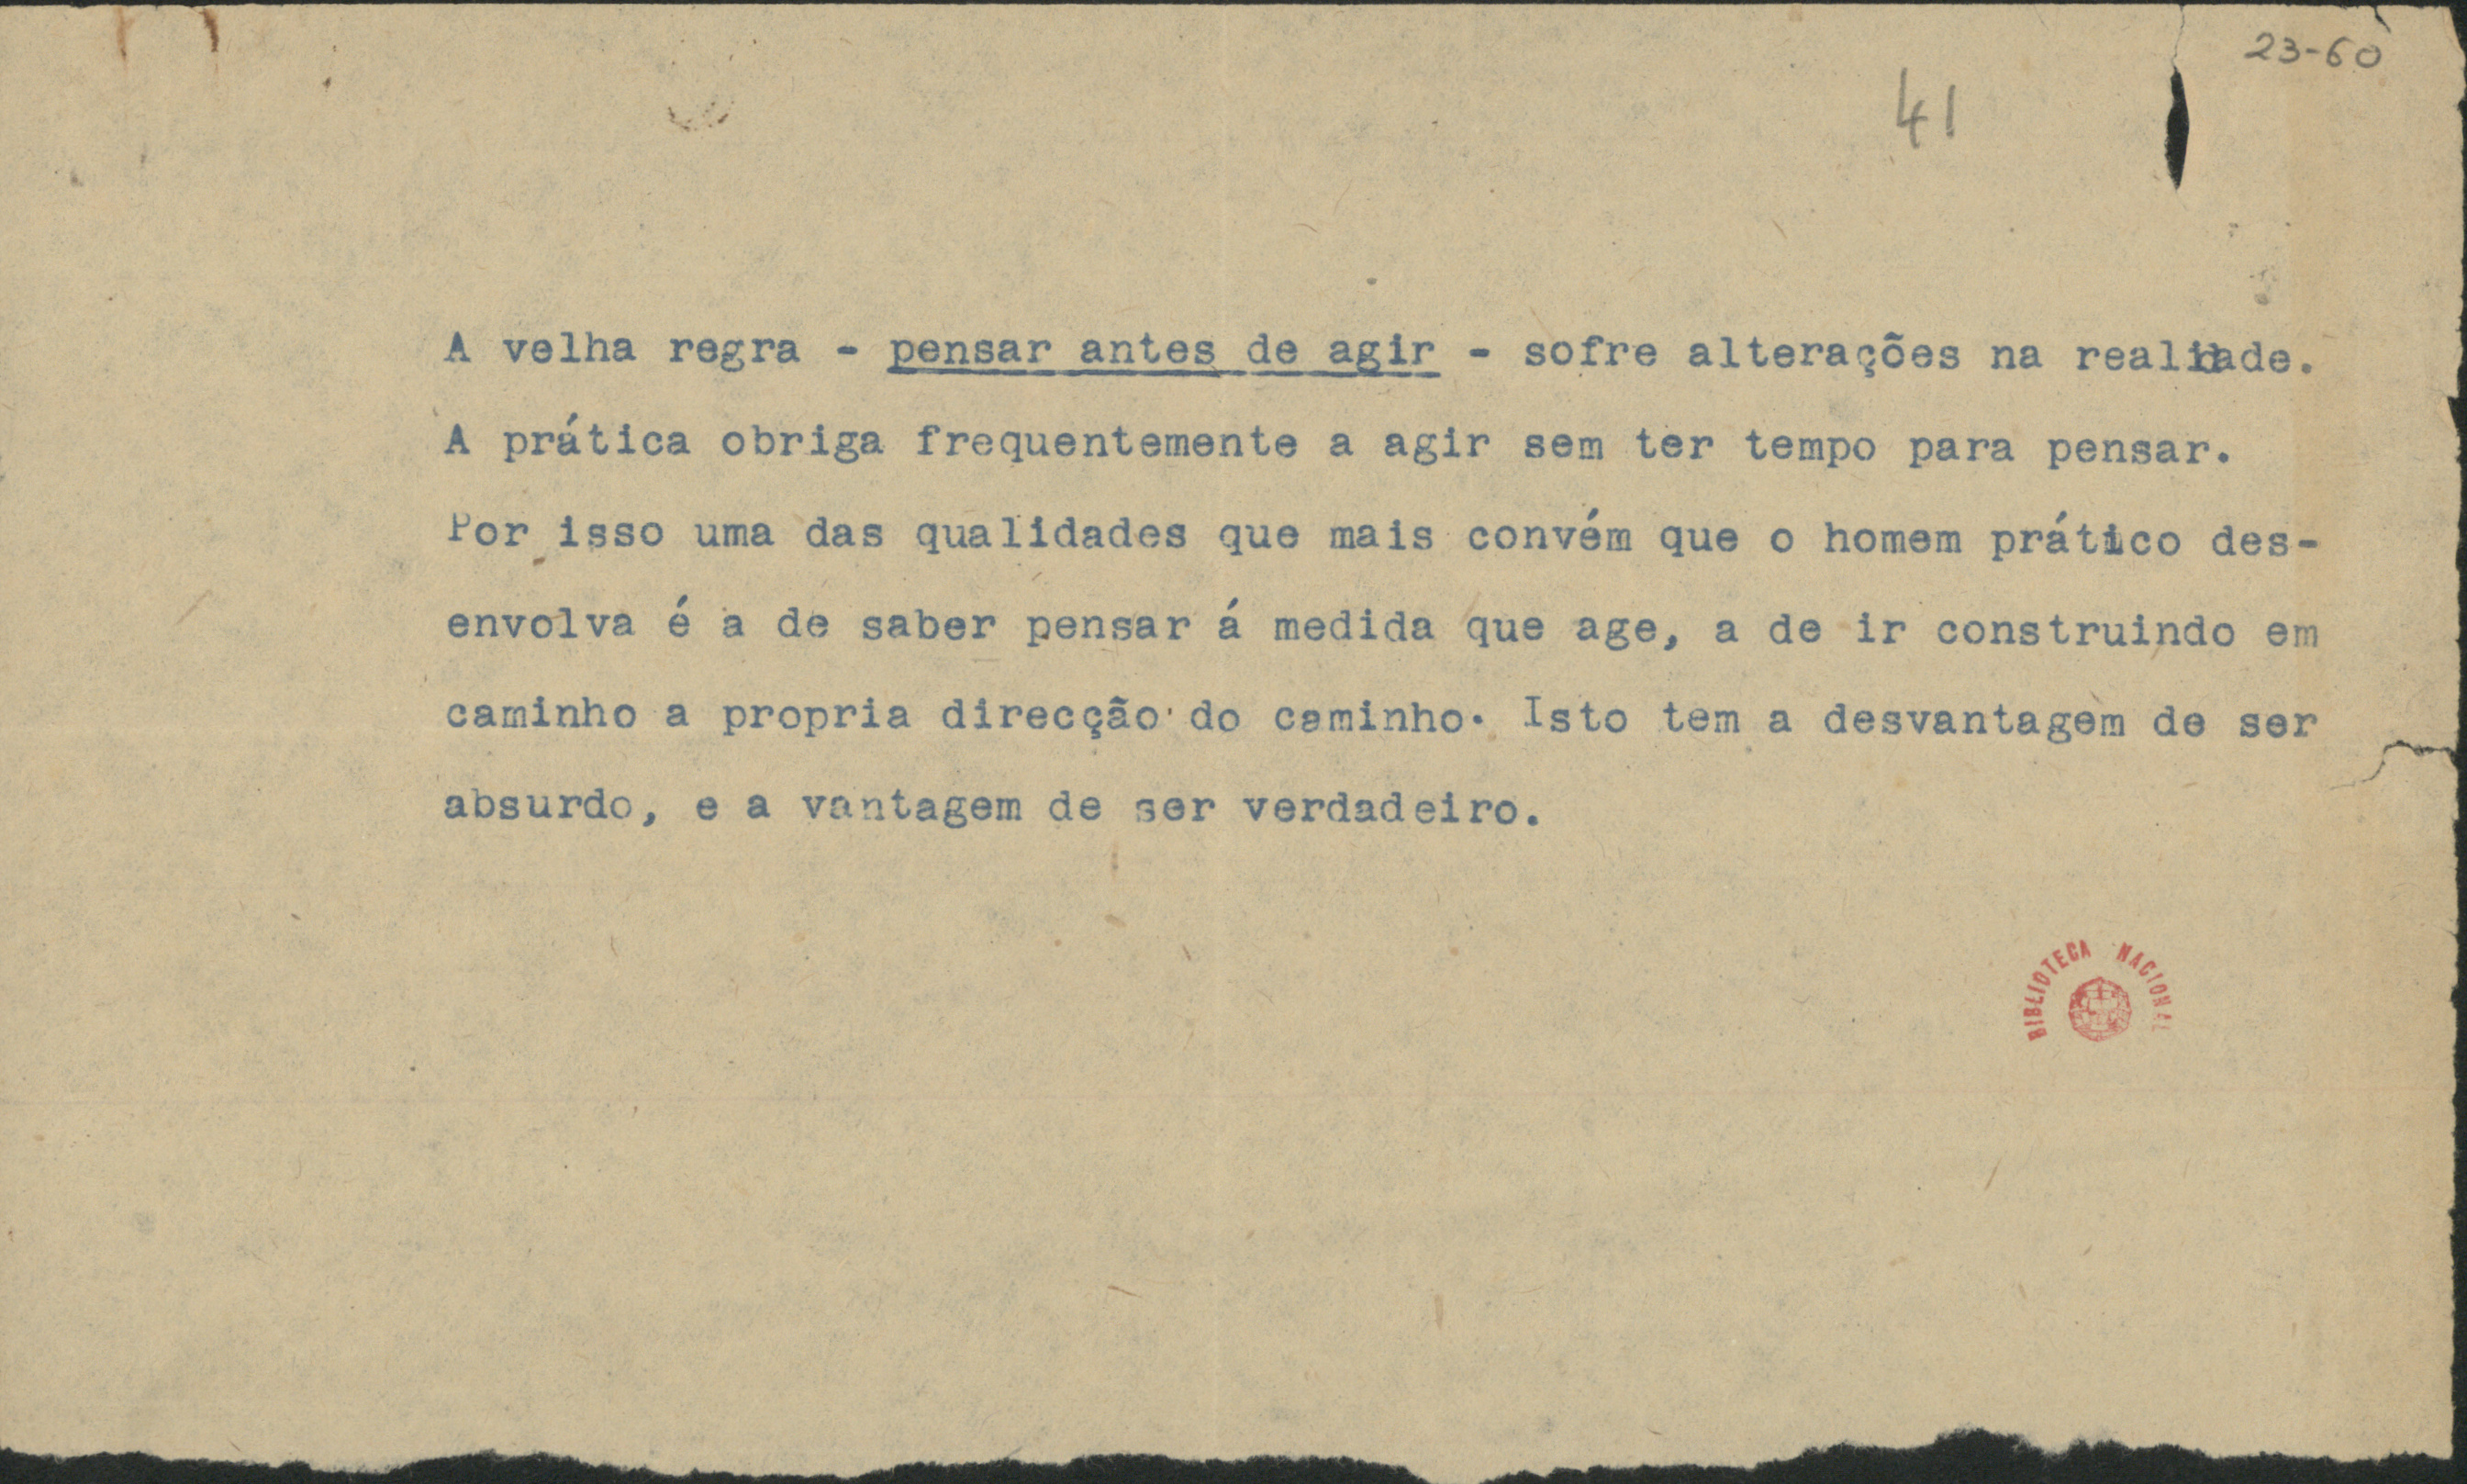 23-60
41
A velha regra - pensar antes de agir - sofre alterações na realidade.
A prática obriga frequentemente a agir sem ter tempo para pensar.
Por isso uma das qualidades que mais convém que o homem prático des-
envolva é a de saber pensar á medida que age, a de ir construindo em
caminho a propria direcção do caminho. Isto tem a desvantagem de ser
absurdo, e a vantagem de ser verdadeiro.
BIBLIOTECA NACIONAL